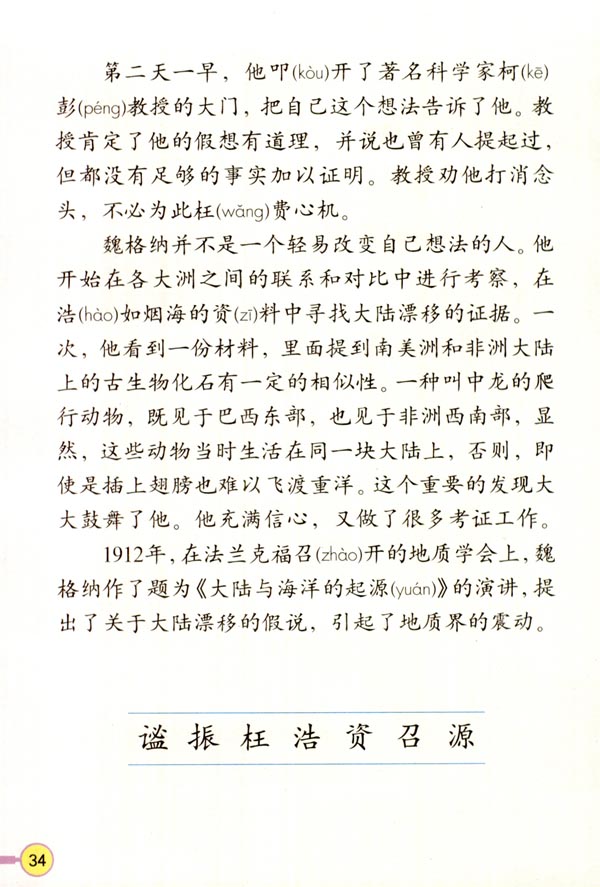 第二天一早，他叩(kòu)开了著名科学家柯(kē)
彭(péng)教授的大门，把自己这个想法告诉了他。教
授肯定了他的假想有道理，并说也曾有人提起过，
但都没有足够的事实加以证明。教授劝他打消念
头，不必为此枉(wǎng)费心机。
魏格纳并不是一个轻易改变自己想法的人。他
开始在各大洲之间的联系和对比中进行考察，在
浩(hào)如烟海的资(zī)料中寻找大陆漂移的证据。一
次，他看到一份材料，里面提到南美洲和非洲大陆
上的古生物化石有一定的相似性。一种叫中龙的爬
行动物，既见于巴西东部，也见于非洲西南部，显
然，这些动物当时生活在同一块大陆上，否则，即
使是插上翅膀也难以飞渡重洋。这个重要的发现大
大鼓舞了他。他充满信心，又做了很多考证工作。
1912年，在法兰克福召(zhào)开的地质学会上，魏
格纳作了题为《大陆与海洋的起源(yuán)》的演讲，提
出了关于大陆漂移的假说，引起了地质界的震动。
谧 振 枉 浩 资 召 源
34